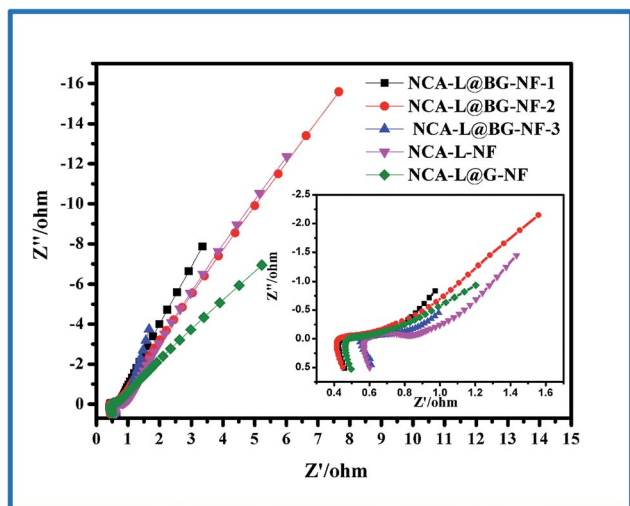 -16
-14
-12
-10
-8
-6
-4
-2
0
Z''/ohm
0 1 2 3 4 5 6 7 8 9 10 11 12 13 14 15
Z'/ohm
NCA-L@BG-NF-1
NCA-L@BG-NF-2
NCA-L@BG-NF-3
NCA-L-NF
NCA-L@G-NF
-2.5
-2.0
-1.5
-1.0
-0.5
0.0
0.5
Z''/ohm
0.4 0.6 0.8 1.0 1.2 1.4 1.6
Z'/ohm